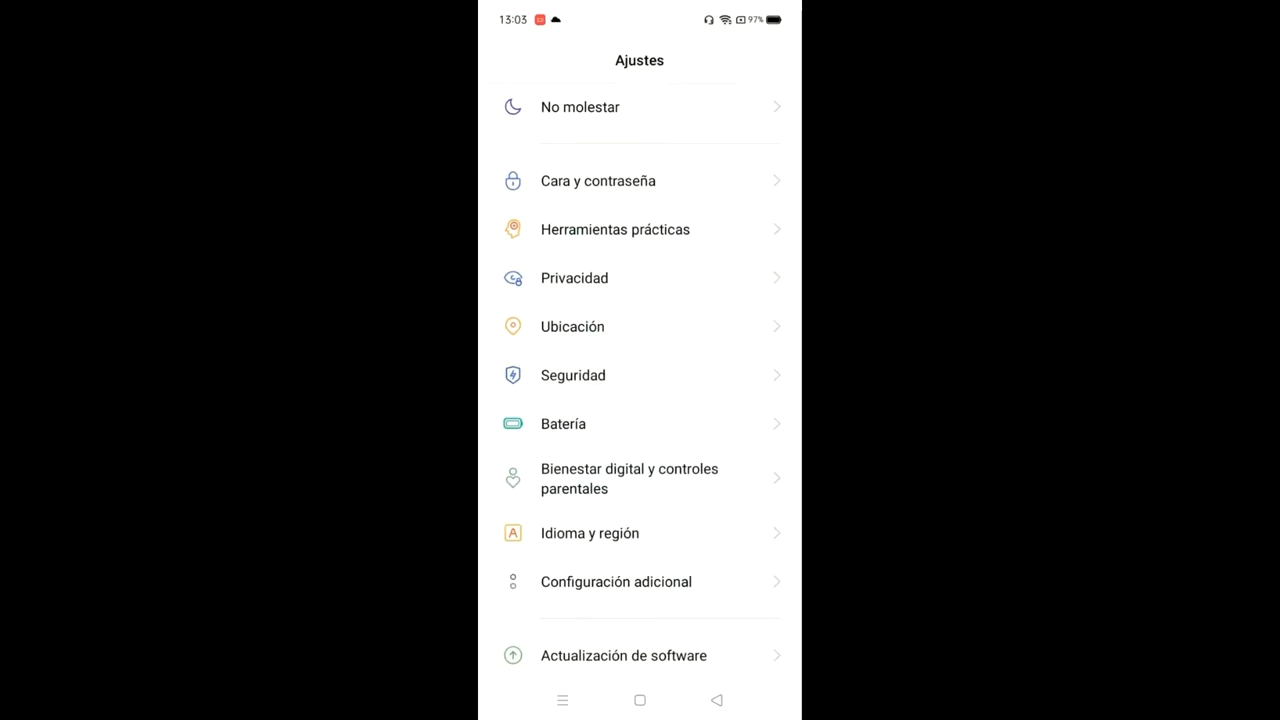 13:03 97%
Ajustes
No molestar
Cara y contraseña
Herramientas prácticas
Privacidad
Ubicación
Seguridad
Batería
Bienestar digital y controles
parentales
A Idioma y región
Configuración adicional
Actualización de software